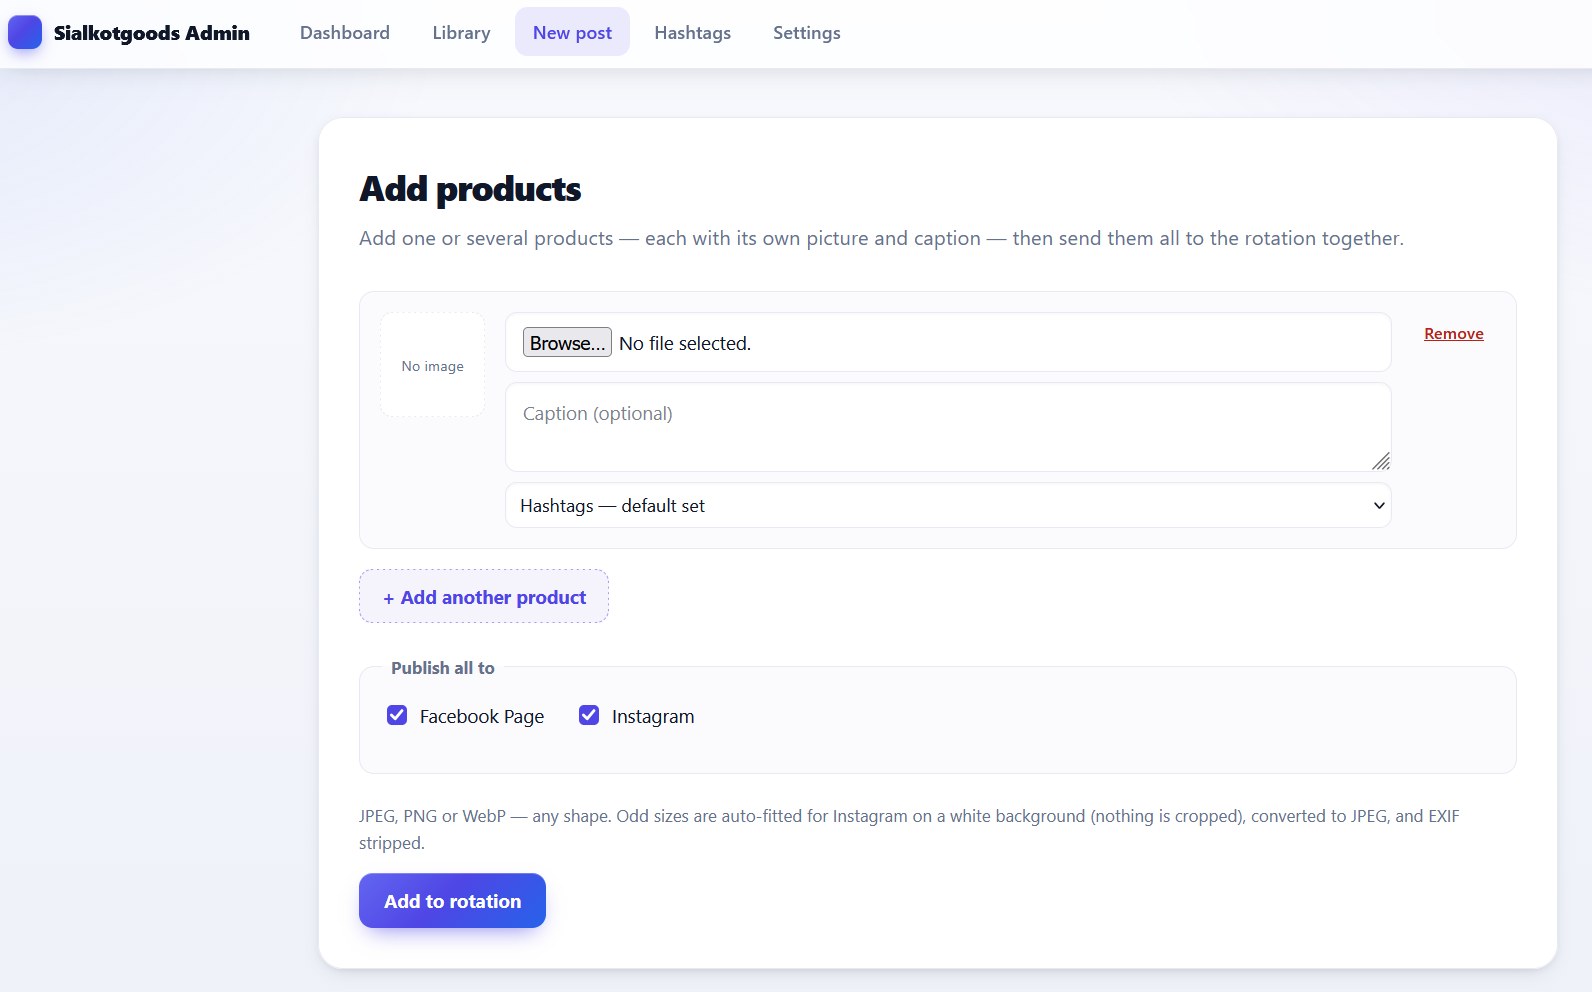 Sialkotgoods Admin
Dashboard
Library
New post
Hashtags
Settings
Add products
Add one or several products — each with its own picture and caption — then send them all to the rotation together.
No image
Browse... No file selected.
Remove
Caption (optional)
Hashtags — default set
+ Add another product
Publish all to
Facebook Page
Instagram
JPEG, PNG or WebP — any shape. Odd sizes are auto-fitted for Instagram on a white background (nothing is cropped), converted to JPEG, and EXIF
stripped.
Add to rotation